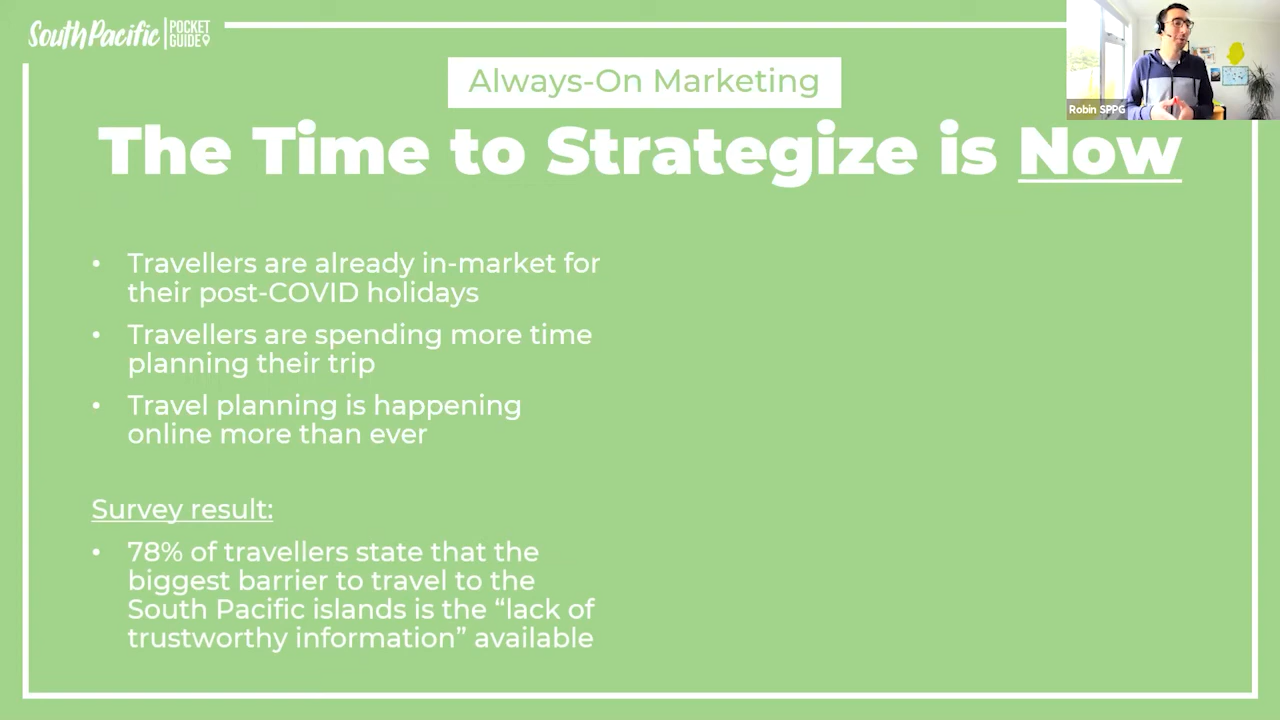 South Pacific
POCKET
GUIDE
Always-On Marketing
Robin SPPG
The Time to Strategize is Now
• Travellers are already in-market for
their post-COVID holidays
• Travellers are spending more time
planning their trip
• Travel planning is happening
online more than ever
Survey result:
• 78% of travellers state that the
biggest barrier to travel to the
South Pacific islands is the “lack of
trustworthy information” available